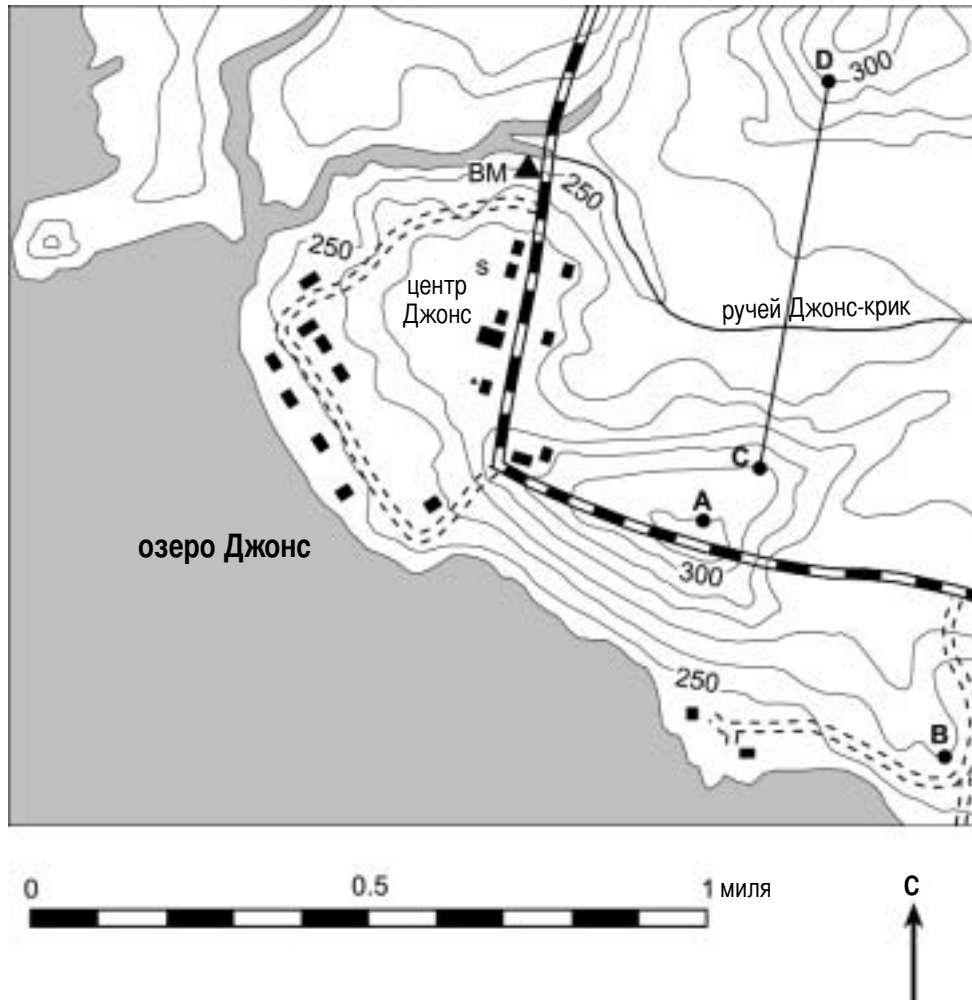 D
300
BM
250
250
S
центр
Джонс
ручей Джонс-крик
C
A
озеро Джонс
300
250
B
0
0.5
1 миля
С